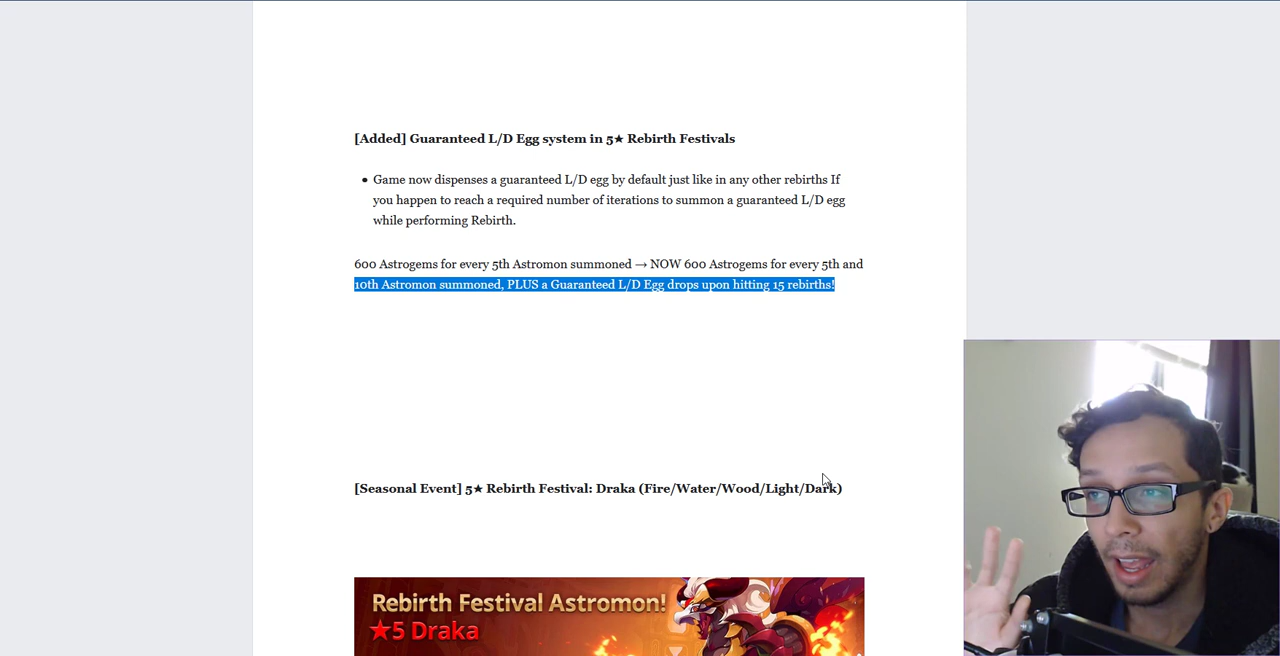 [Added] Guaranteed L/D Egg system in 5★ Rebirth Festivals
• Game now dispenses a guaranteed L/D egg by default just like in any other rebirths If
you happen to reach a required number of iterations to summon a guaranteed L/D egg
while performing Rebirth.
600 Astrogems for every 5th Astromon summoned → NOW 600 Astrogems for every 5th and
10th Astromon summoned, PLUS a Guaranteed L/D Egg drops upon hitting 15 rebirths!
[Seasonal Event] 5★ Rebirth Festival: Draka (Fire/Water/Wood/Light/Dark)
Rebirth Festival Astromon!
★5 Draka